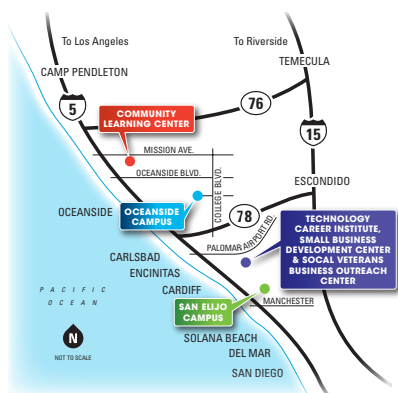 To Los Angeles
To Riverside
TEMECULA
CAMP PENDLETON
5
76
15
COMMUNITY
LEARNING CENTER
MISSION AVE.
OCEANSIDE BLVD.
COLLEGE BLVD.
ESCONDIDO
OCEANSIDE
OCEANSIDE
CAMPUS
78
PALOMAR AIRPORT RD.
TECHNOLOGY
CAREER INSTITUTE,
SMALL BUSINESS
DEVELOPMENT CENTER
& SOCAL VETERANS
BUSINESS OUTREACH
CENTER
CARLSBAD
ENCINITAS
CARDIFF
PACIFIC
OCEAN
SAN ELIJO
CAMPUS
MANCHESTER
N
NOT TO SCALE
SOLANA BEACH
DEL MAR
SAN DIEGO